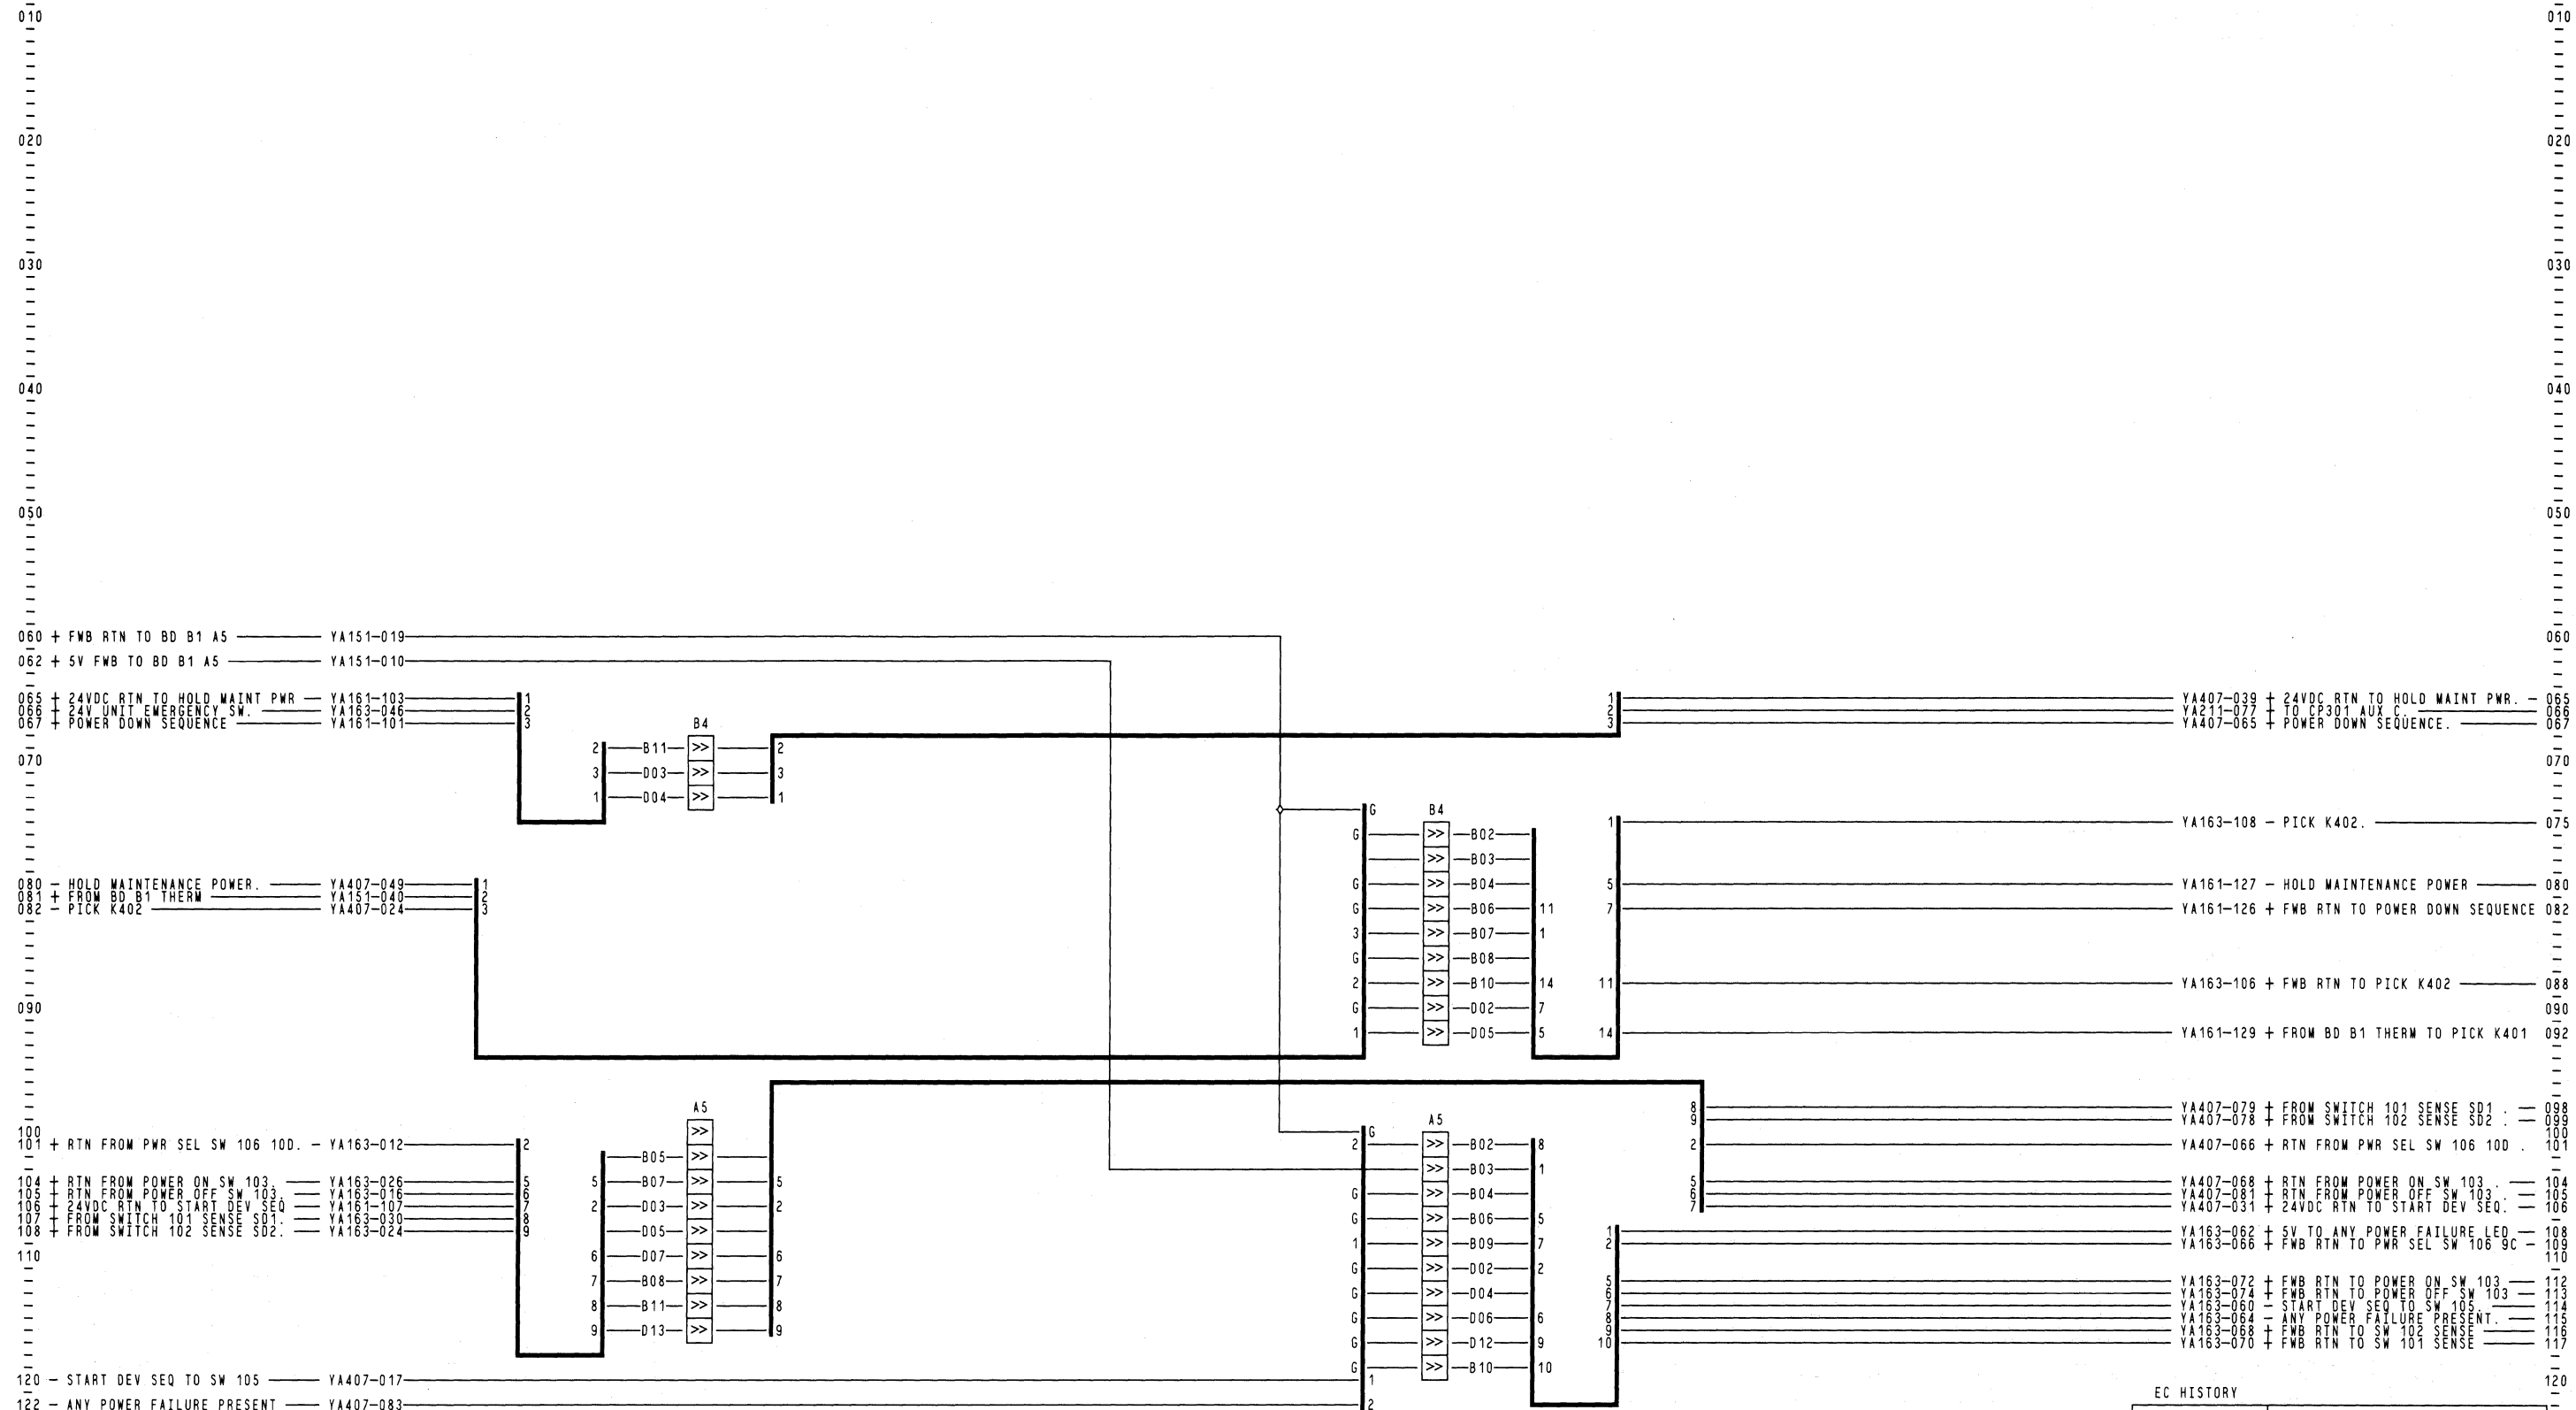 010 010
020 020
030 030
040 040
050 050
060 + FWB RTN TO BD B1 A5 YA151-019 060
062 + 5V FWB TO BD B1 A5 YA151-010
065 + 24VDC RTN TO HOLD MAINT PWR YA161-103 1 1 YA407-039 + 24VDC RTN TO HOLD MAINT PWR. 065
066 + 24V UNIT EMERGENCY SW. YA163-046 2 2 YA211-077 + TO CP301 AUX C 066
067 + POWER DOWN SEQUENCE YA161-101 3 3 YA407-065 + POWER DOWN SEQUENCE. 067
B4
2 B11 >> 2
070 070
3 D03 >> 3
1 D04 >> 1
G B4
1 YA163-108 - PICK K402. 075
G >> B02
>> B03
080 - HOLD MAINTENANCE POWER. YA407-049 1 G >> B04 5 YA161-127 - HOLD MAINTENANCE POWER 080
081 + FROM BD B1 THERM YA151-040 2
082 - PICK K402 YA407-024 3 G >> B06 11 7 YA161-126 + FWB RTN TO POWER DOWN SEQUENCE 082
3 >> B07 1
G >> B08
2 >> B10 14 11 YA163-106 + FWB RTN TO PICK K402 088
090 G >> D02 7 090
1 >> D05 5 14 YA161-129 + FROM BD B1 THERM TO PICK K401 092
A5 8 YA407-079 + FROM SWITCH 101 SENSE SD1 . 098
A5 9 YA407-078 + FROM SWITCH 102 SENSE SD2 . 099
100 >> G 100
101 + RTN FROM PWR SEL SW 106 10D. YA163-012 2 2 >> B02 8 2 YA407-066 + RTN FROM PWR SEL SW 106 10D . 101
B05 >>
>> B03 1
104 + RTN FROM POWER ON SW 103. YA163-026 5 5 B07 >> 5 5 YA407-068 + RTN FROM POWER ON SW 103 . 104
105 + RTN FROM POWER OFF SW 103. YA163-016 6 G >> B04 6 YA407-081 + RTN FROM POWER OFF SW 103 . 105
106 + 24VDC RTN TO START DEV SEQ YA161-107 7 2 D03 >> 2 7 YA407-031 + 24VDC RTN TO START DEV SEQ. 106
107 + FROM SWITCH 101 SENSE SD1. YA163-030 8 G >> B06 5
108 + FROM SWITCH 102 SENSE SD2. YA163-024 9 D05 >> 1 YA163-062 + 5V TO ANY POWER FAILURE LED 108
1 >> B09 7 2 YA163-066 + FWB RTN TO PWR SEL SW 106 9C 109
110 6 D07 >> 6 110
G >> D02 2
7 B08 >> 7 5 YA163-072 + FWB RTN TO POWER ON SW 103 112
G >> D04 6 YA163-074 + FWB RTN TO POWER OFF SW 103 113
8 B11 >> 8 7 YA163-060 - START DEV SEQ TO SW 105. 114
G >> D06 6 8 YA163-064 - ANY POWER FAILURE PRESENT. 115
9 D13 >> 9 9 YA163-068 + FWB RTN TO SW 102 SENSE 116
G >> D12 9 10 YA163-070 + FWB RTN TO SW 101 SENSE 117
G >> B10 10
120 - START DEV SEQ TO SW 105 YA407-017 1 120
EC HISTORY
122 - ANY POWER FAILURE PRESENT YA407-083 2